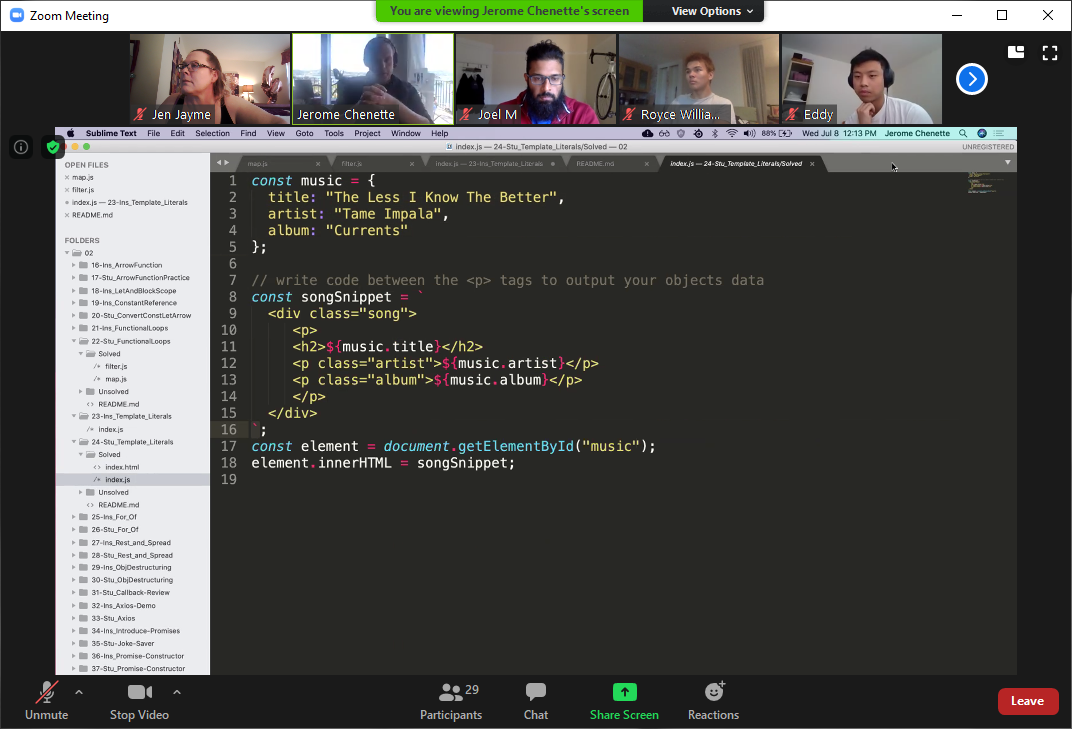 Zoom Meeting
You are viewing Jerome Chenette's screen
View Options
Jen Jayme
Jerome Chenette
Joel M
Royce Willia...
Eddy
Sublime Text File Edit Selection Find View Goto Tools Project Window Help
88% Wed Jul 8 12:13 PM Jerome Chenette
index.js — 24-Stu_Template_Literals/Solved — 02
UNREGISTERED
OPEN FILES
map.js
filter.js
index.js — 23-Ins_Template_Literals
README.md
FOLDERS
02
16-Ins_ArrowFunction
17-Stu_ArrowFunctionPractice
18-Ins_LetAndBlockScope
19-Ins_ConstantReference
20-Stu_ConvertConstLetArrow
21-Ins_FunctionalLoops
22-Stu_FunctionalLoops
Solved
/* filter.js
/* map.js
Unsolved
<> README.md
23-Ins_Template_Literals
/* index.js
24-Stu_Template_Literals
Solved
<> index.html
/* index.js
Unsolved
<> README.md
25-Ins_For_Of
26-Stu_For_Of
27-Ins_Rest_and_Spread
28-Stu_Rest_and_Spread
29-Ins_ObjDestructuring
30-Stu_ObjDestructuring
31-Stu_Callback-Review
32-Ins_Axios-Demo
33-Stu_Axios
34-Ins_Introduce-Promises
35-Stu-Joke-Saver
36-Ins_Promise-Constructor
37-Stu_Promise-Constructor
map.js
filter.js
index.js — 23-Ins_Template_Literals
README.md
index.js — 24-Stu_Template_Literals/Solved
1 const music = {
2 title: "The Less I Know The Better",
3 artist: "Tame Impala",
4 album: "Currents"
5 };
6
7 // write code between the <p> tags to output your objects data
8 const songSnippet = `
9 <div class="song">
10 <p>
11 <h2>${music.title}</h2>
12 <p class="artist">${music.artist}</p>
13 <p class="album">${music.album}</p>
14 </p>
15 </div>
16 `;
17 const element = document.getElementById("music");
18 element.innerHTML = songSnippet;
19
Unmute
Stop Video
29
Participants
Chat
Share Screen
Reactions
Leave